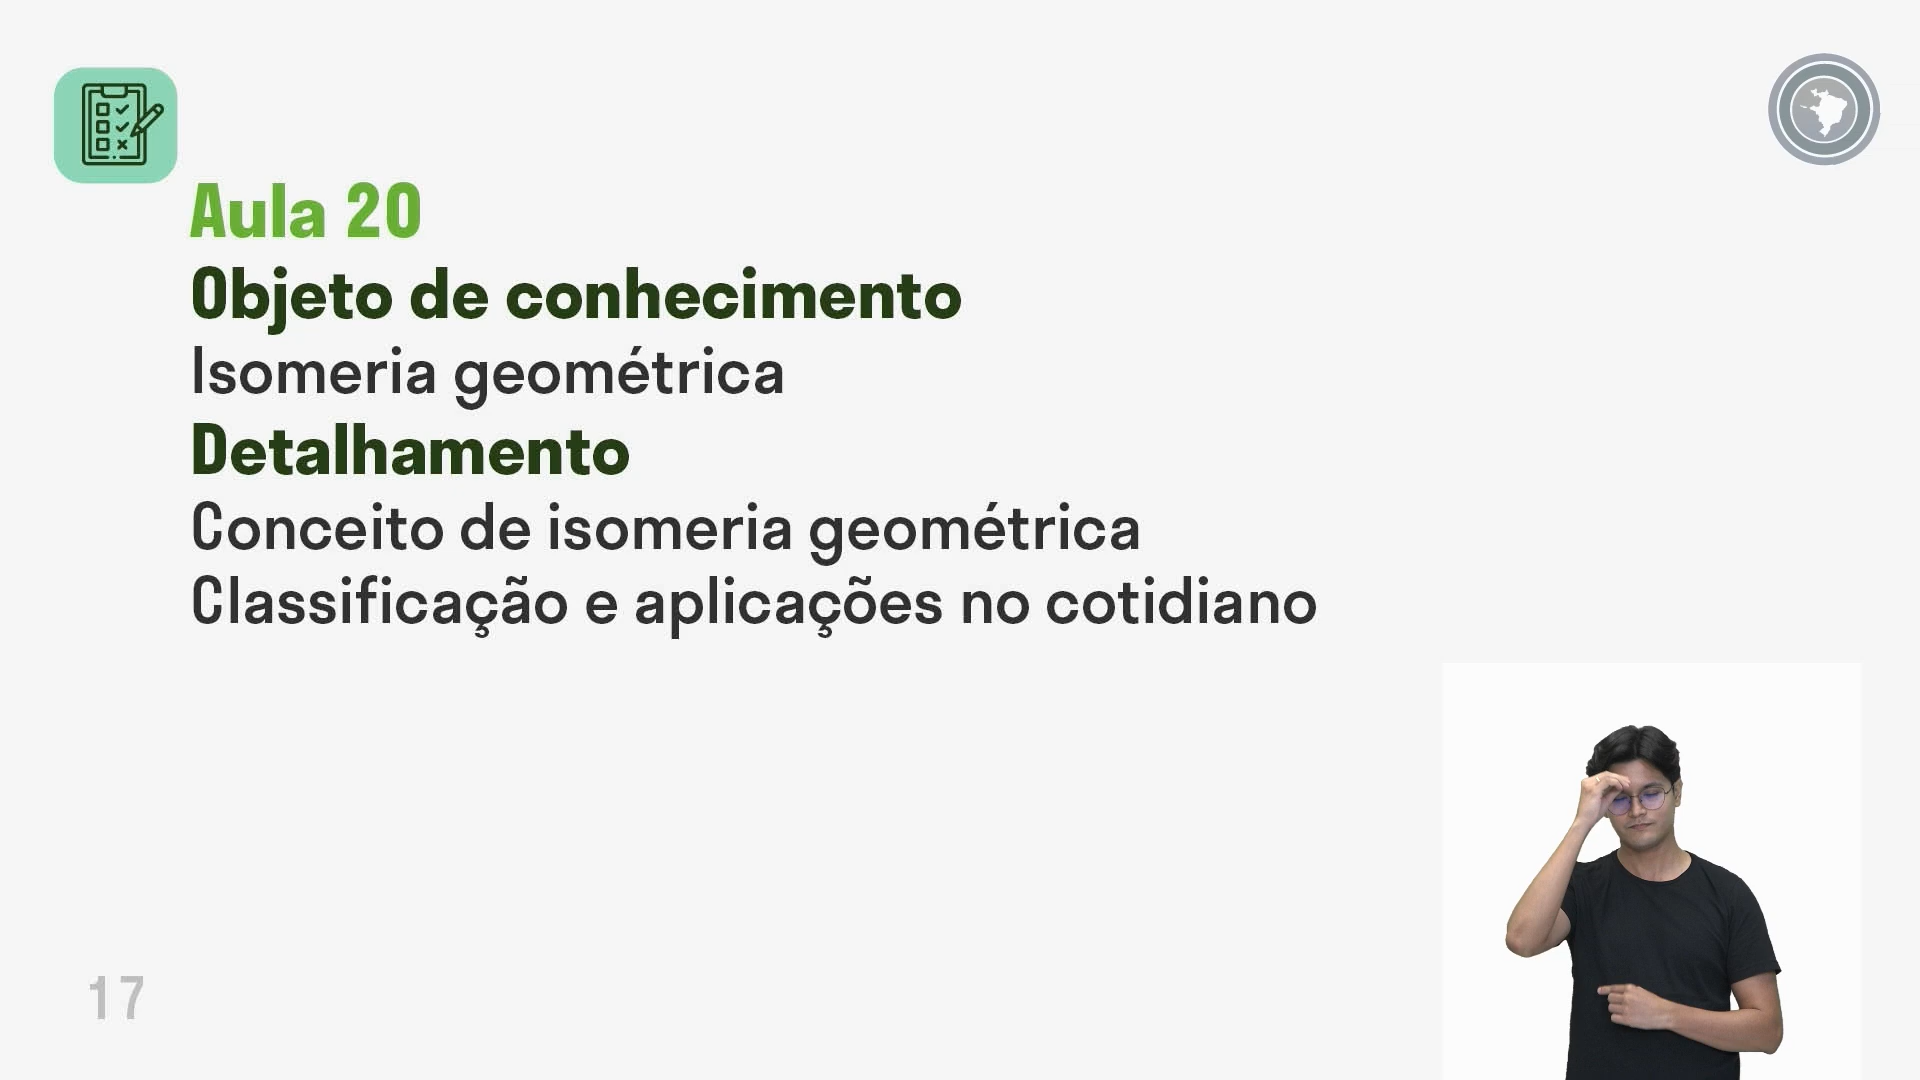 Aula 20
Objeto de conhecimento
Isomeria geométrica
Detalhamento
Conceito de isomeria geométrica
Classificação e aplicações no cotidiano
17